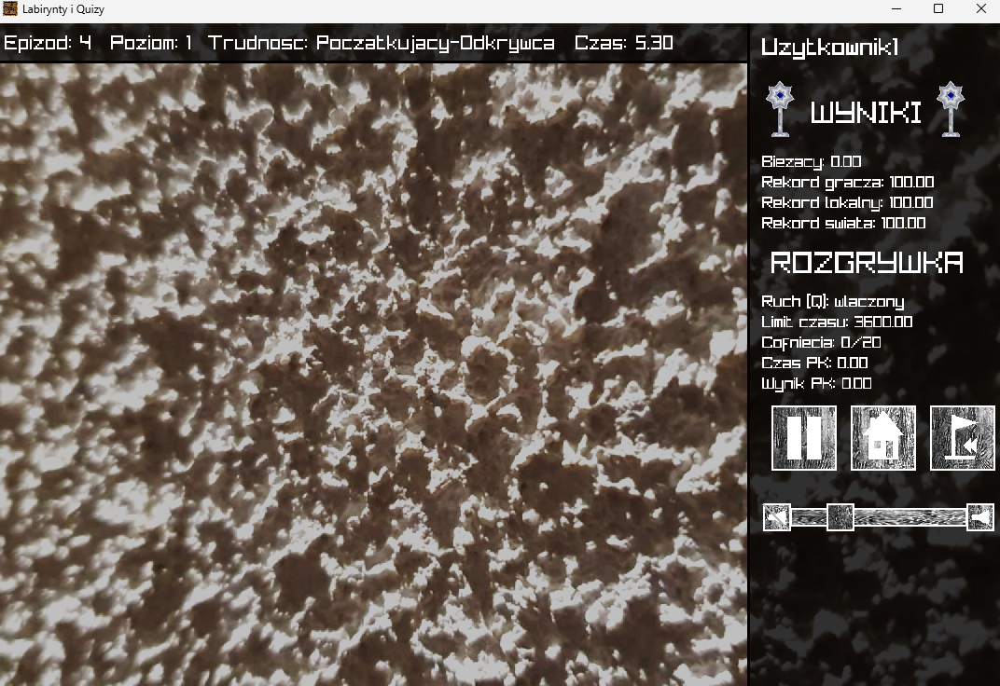 Labirynty i Quizy
Epizod: 4 Poziom: 1 Trudnosc: Poczatkujacy-Odkrywca Czas: 5.30
Uzytkownik1
WYNIKI
Biezacy: 0.00
Rekord gracza: 100.00
Rekord lokalny: 100.00
Rekord swiata: 100.00
ROZGRYWKA
Ruch [Q]: wlaczony
Limit czasu: 3600.00
Cofniecia: 0/20
Czas PK: 0.00
Wynik PK: 0.00